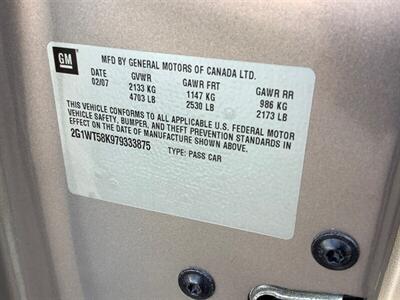 GM
MFD BY GENERAL MOTORS OF CANADA LTD.
DATE GVWR GAWR FRT GAWR RR
02/07 2133 KG 1147 KG 986 KG
4703 LB 2530 LB 2173 LB
THIS VEHICLE CONFORMS TO ALL APPLICABLE U.S. FEDERAL MOTOR
VEHICLE SAFETY, BUMPER, AND THEFT PREVENTION STANDARDS IN
EFFECT ON THE DATE OF MANUFACTURE SHOWN ABOVE.
2G1WT58K979333875 TYPE: PASS CAR